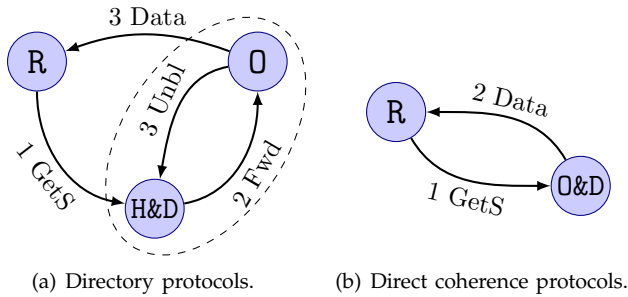 3 Data
R
O
3 Unbl
1 GetS
2 Fwd
H&D
(a) Directory protocols.
R
2 Data
1 GetS
O&D
(b) Direct coherence protocols.